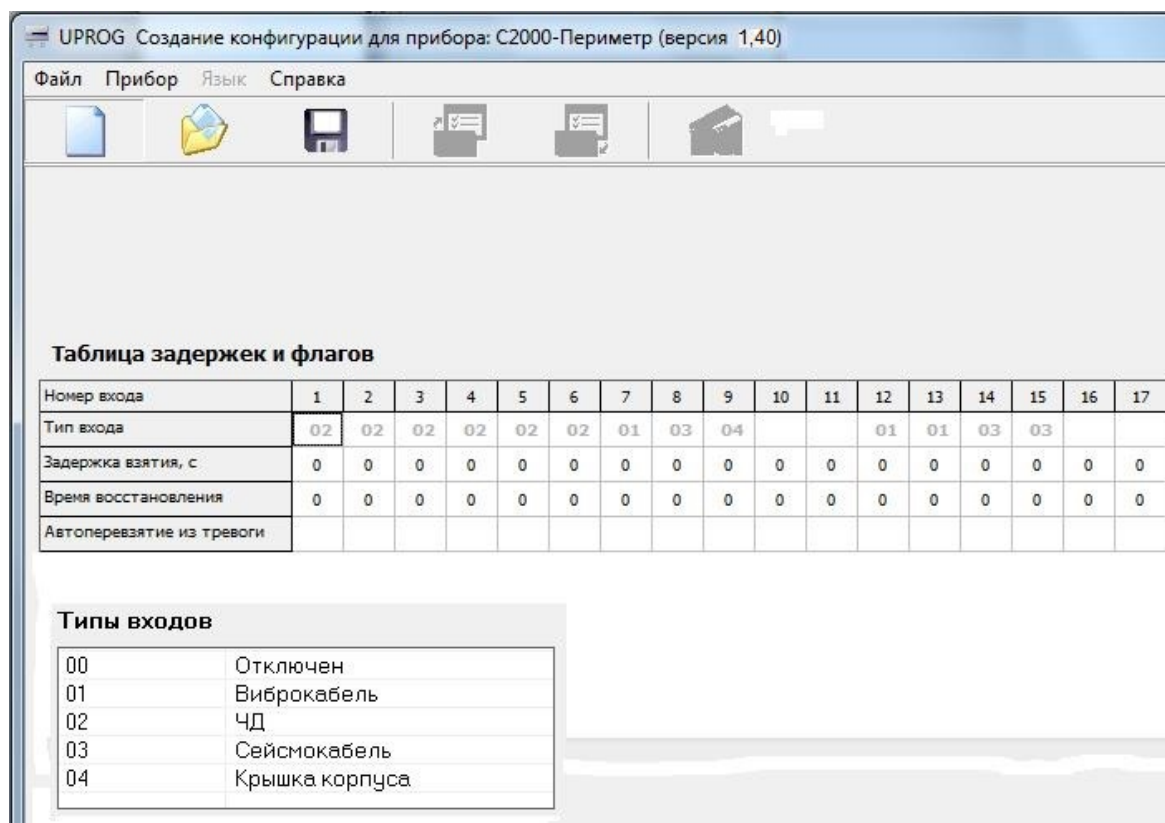 UPROG Создание конфигурации для прибора: С2000-Периметр (версия 1,40)
Файл Прибор Язык Справка
Таблица задержек и флагов
Номер входа 1 2 3 4 5 6 7 8 9 10 11 12 13 14 15 16 17
Тип входа 02 02 02 02 02 02 01 03 04 01 01 03 03
Задержка взятия, с 0 0 0 0 0 0 0 0 0 0 0 0 0 0 0 0 0
Время восстановления 0 0 0 0 0 0 0 0 0 0 0 0 0 0 0 0 0
Автоперевзятие из тревоги
Типы входов
00 Отключен
01 Виброкабель
02 ЧД
03 Сейсмокабель
04 Крышка корпуса